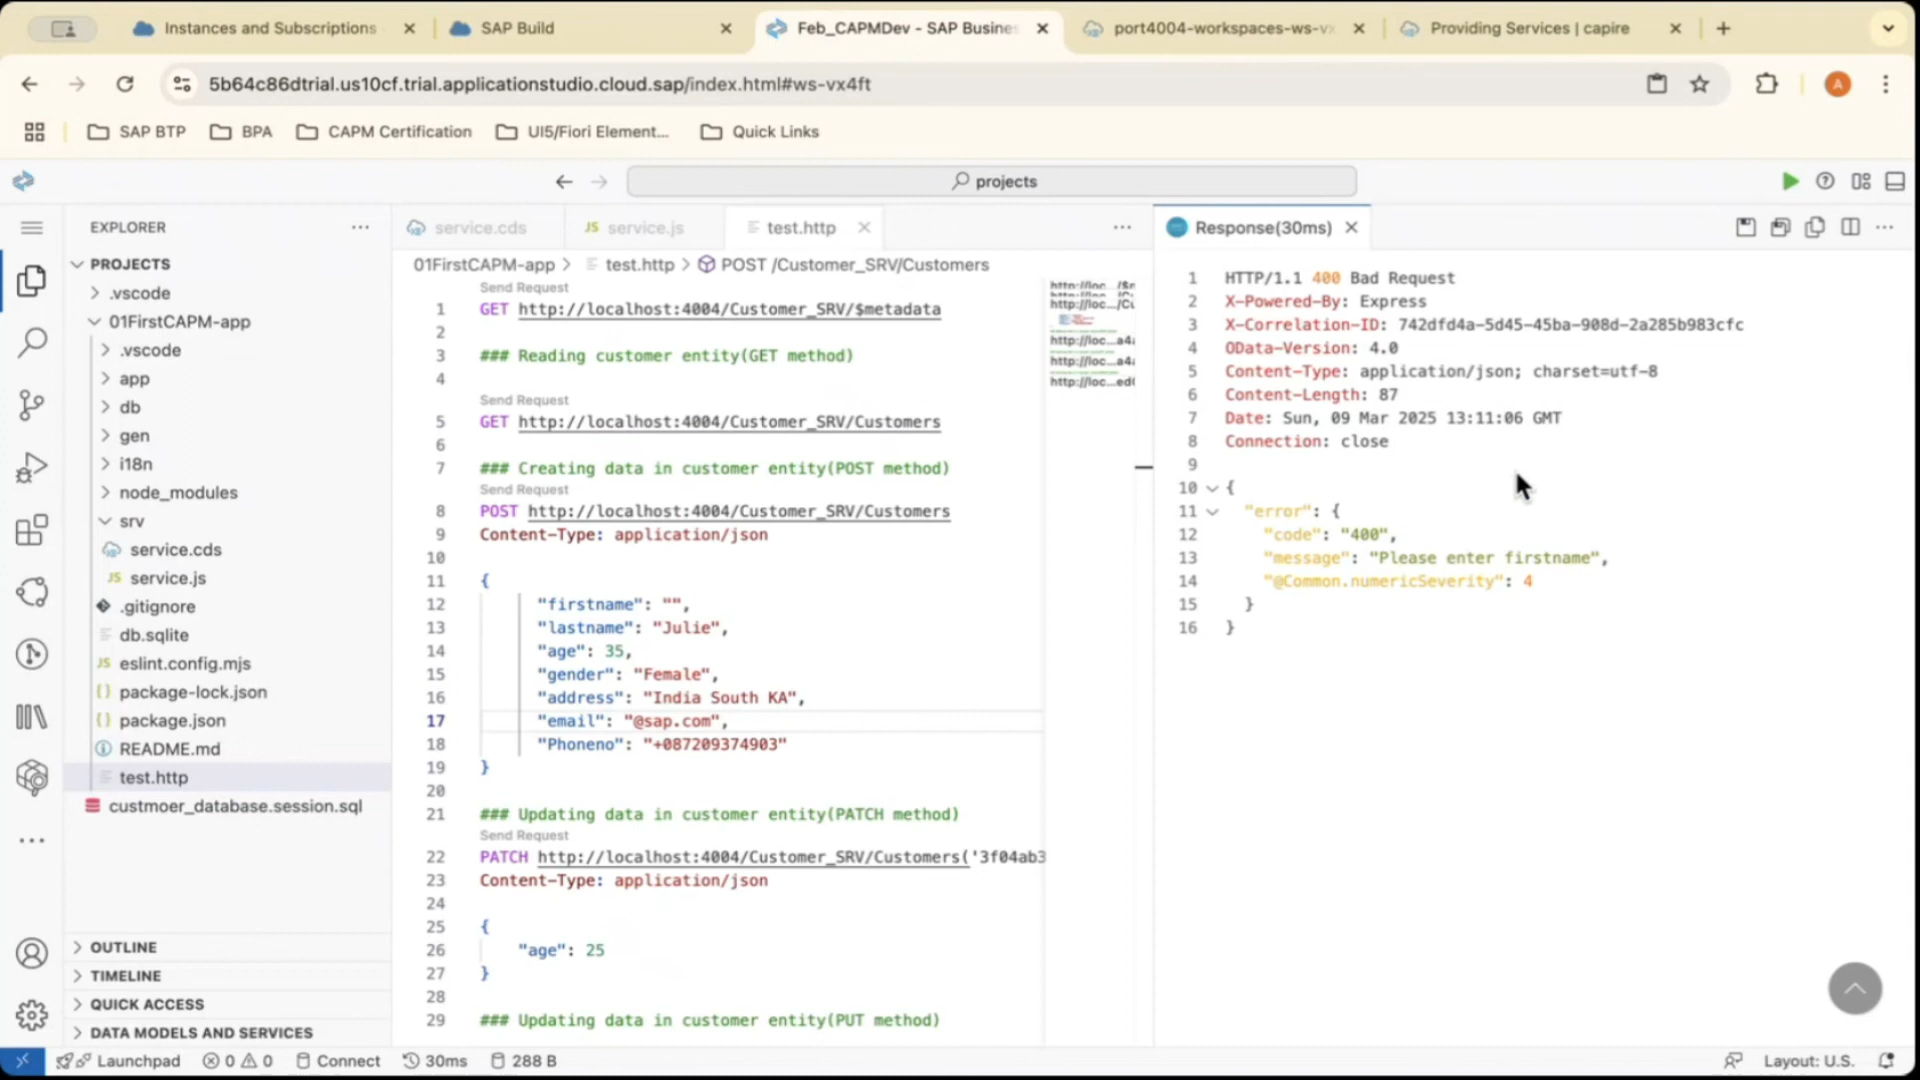 Instances and Subscriptions
SAP Build
Feb_CAPMDev - SAP Busine
port4004-workspaces-ws-vx
Providing Services | capire
5b64c86dtrial.us10cf.trial.applicationstudio.cloud.sap/index.html#ws-vx4ft
A
SAP BTP
BPA
CAPM Certification
UI5/Fiori Element...
Quick Links
projects
EXPLORER
PROJECTS
.vscode
01FirstCAPM-app
.vscode
app
db
gen
i18n
node_modules
srv
service.cds
JS service.js
.gitignore
db.sqlite
JS eslint.config.mjs
{} package-lock.json
{} package.json
README.md
test.http
custmoer_database.session.sql
OUTLINE
TIMELINE
QUICK ACCESS
DATA MODELS AND SERVICES
service.cds
JS service.js
test.http
01FirstCAPM-app > test.http > POST /Customer_SRV/Customers
Send Request
1 GET http://localhost:4004/Customer_SRV/$metadata
2
3 ### Reading customer entity(GET method)
4
Send Request
5 GET http://localhost:4004/Customer_SRV/Customers
6
7 ### Creating data in customer entity(POST method)
Send Request
8 POST http://localhost:4004/Customer_SRV/Customers
9 Content-Type: application/json
10
11 {
12 "firstname": "",
13 "lastname": "Julie",
14 "age": 35,
15 "gender": "Female",
16 "address": "India South KA",
17 "email": "@sap.com",
18 "Phoneno": "+087209374903"
19 }
20
21 ### Updating data in customer entity(PATCH method)
Send Request
22 PATCH http://localhost:4004/Customer_SRV/Customers('3f04ab3
23 Content-Type: application/json
24
25 {
26 "age": 25
27 }
28
29 ### Updating data in customer entity(PUT method)
Response(30ms)
1 HTTP/1.1 400 Bad Request
2 X-Powered-By: Express
3 X-Correlation-ID: 742dfd4a-5d45-45ba-908d-2a285b983cfc
4 OData-Version: 4.0
5 Content-Type: application/json; charset=utf-8
6 Content-Length: 87
7 Date: Sun, 09 Mar 2025 13:11:06 GMT
8 Connection: close
9
10 {
11 "error": {
12 "code": "400",
13 "message": "Please enter firstname",
14 "@Common.numericSeverity": 4
15 }
16 }
Launchpad
0 0
Connect
30ms
288 B
Layout: U.S.